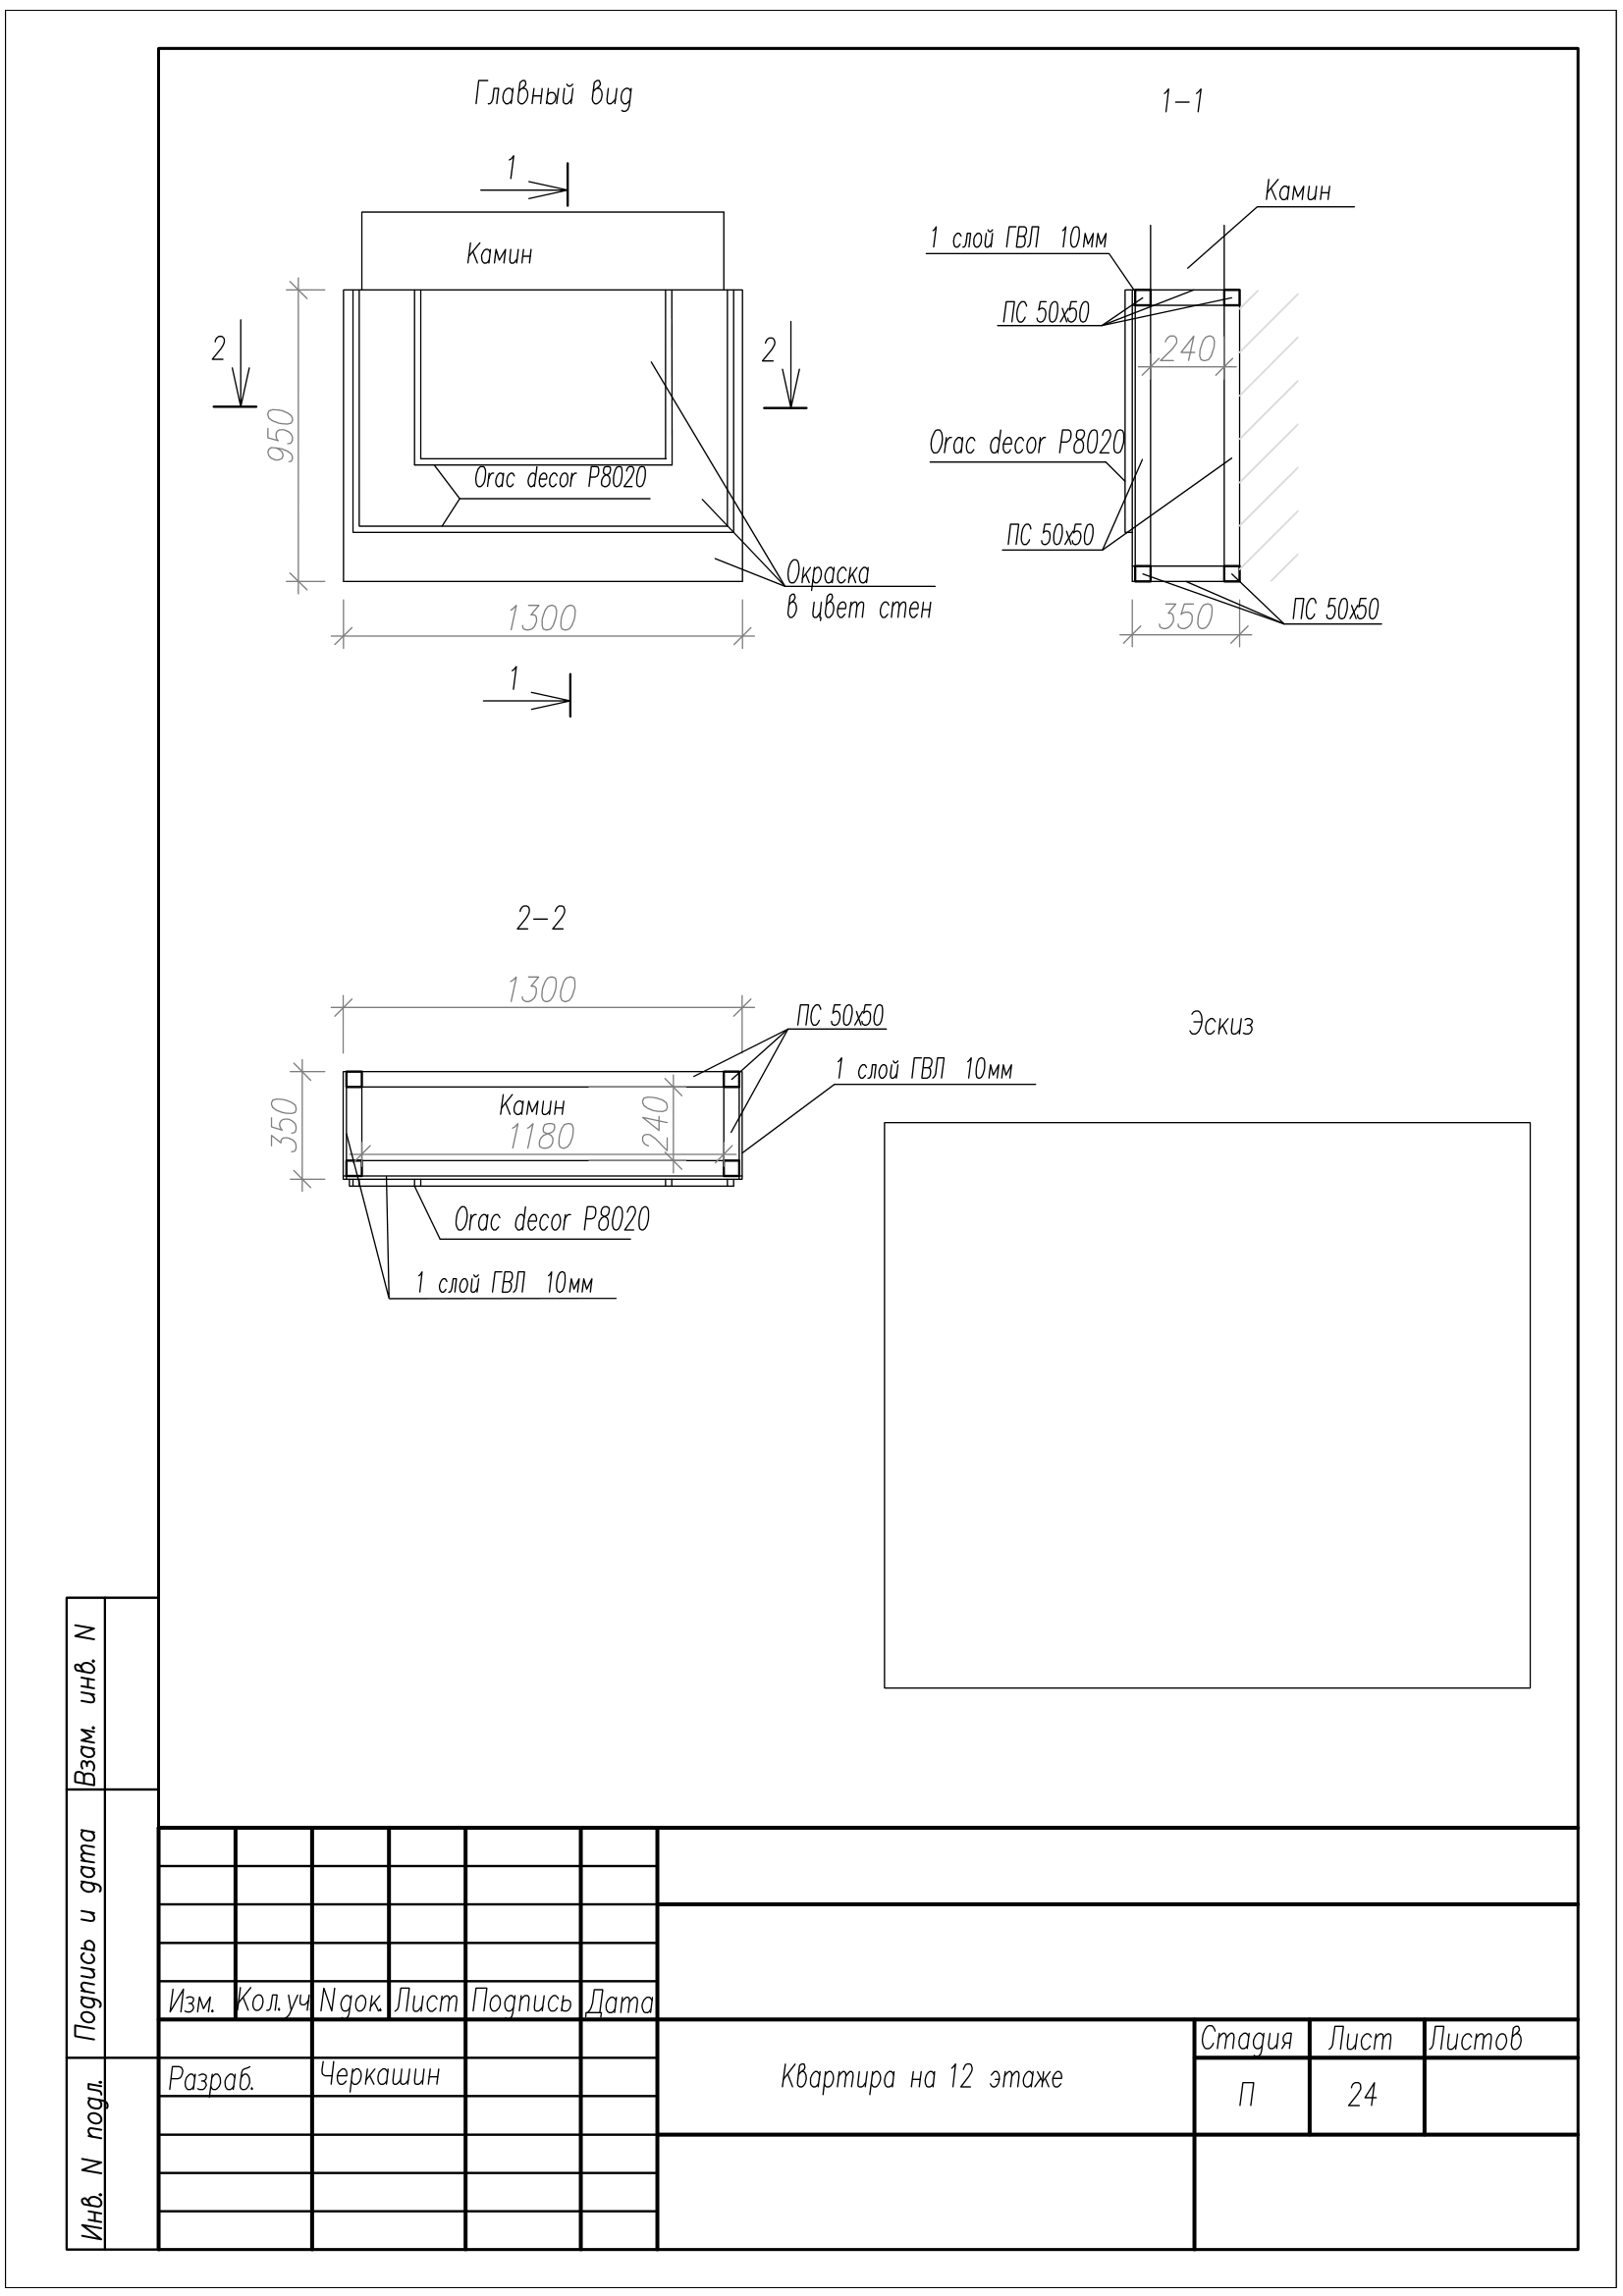 Главный вид
1
Камин
2
2
950
Orac decor P8020
Окраска
в цвет стен
1300
1
1-1
Камин
1 слой ГВЛ 10мм
ПС 50х50
240
Orac decor P8020
ПС 50х50
ПС 50х50
350
2-2
1300
ПС 50х50
1 слой ГВЛ 10мм
Камин
350
1180
240
Orac decor P8020
1 слой ГВЛ 10мм
Эскиз
Взам. инв. N
Подпись и дата
Инв. N подл.
Изм. Кол.уч N док. Лист Подпись Дата
Разраб. Черкашин
Квартира на 12 этаже
Стадия Лист Листов
П 24